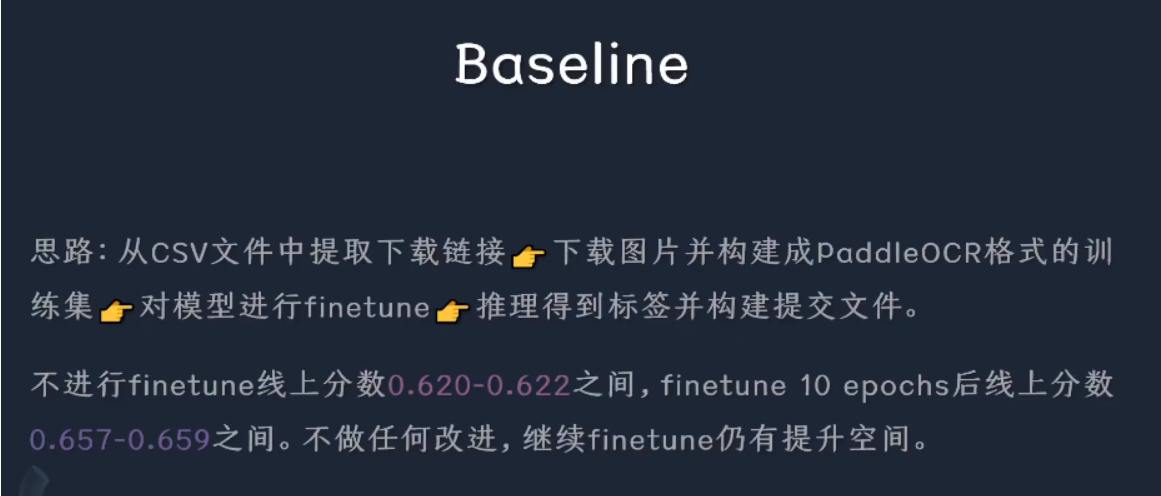 Baseline
思路：从CSV文件中提取下载链接👉下载图片并构建成PaddleOCR格式的训
练集👉对模型进行finetune👉推理得到标签并构建提交文件。
不进行finetune线上分数0.620-0.622之间，finetune 10 epochs后线上分数
0.657-0.659之间。不做任何改进，继续finetune仍有提升空间。